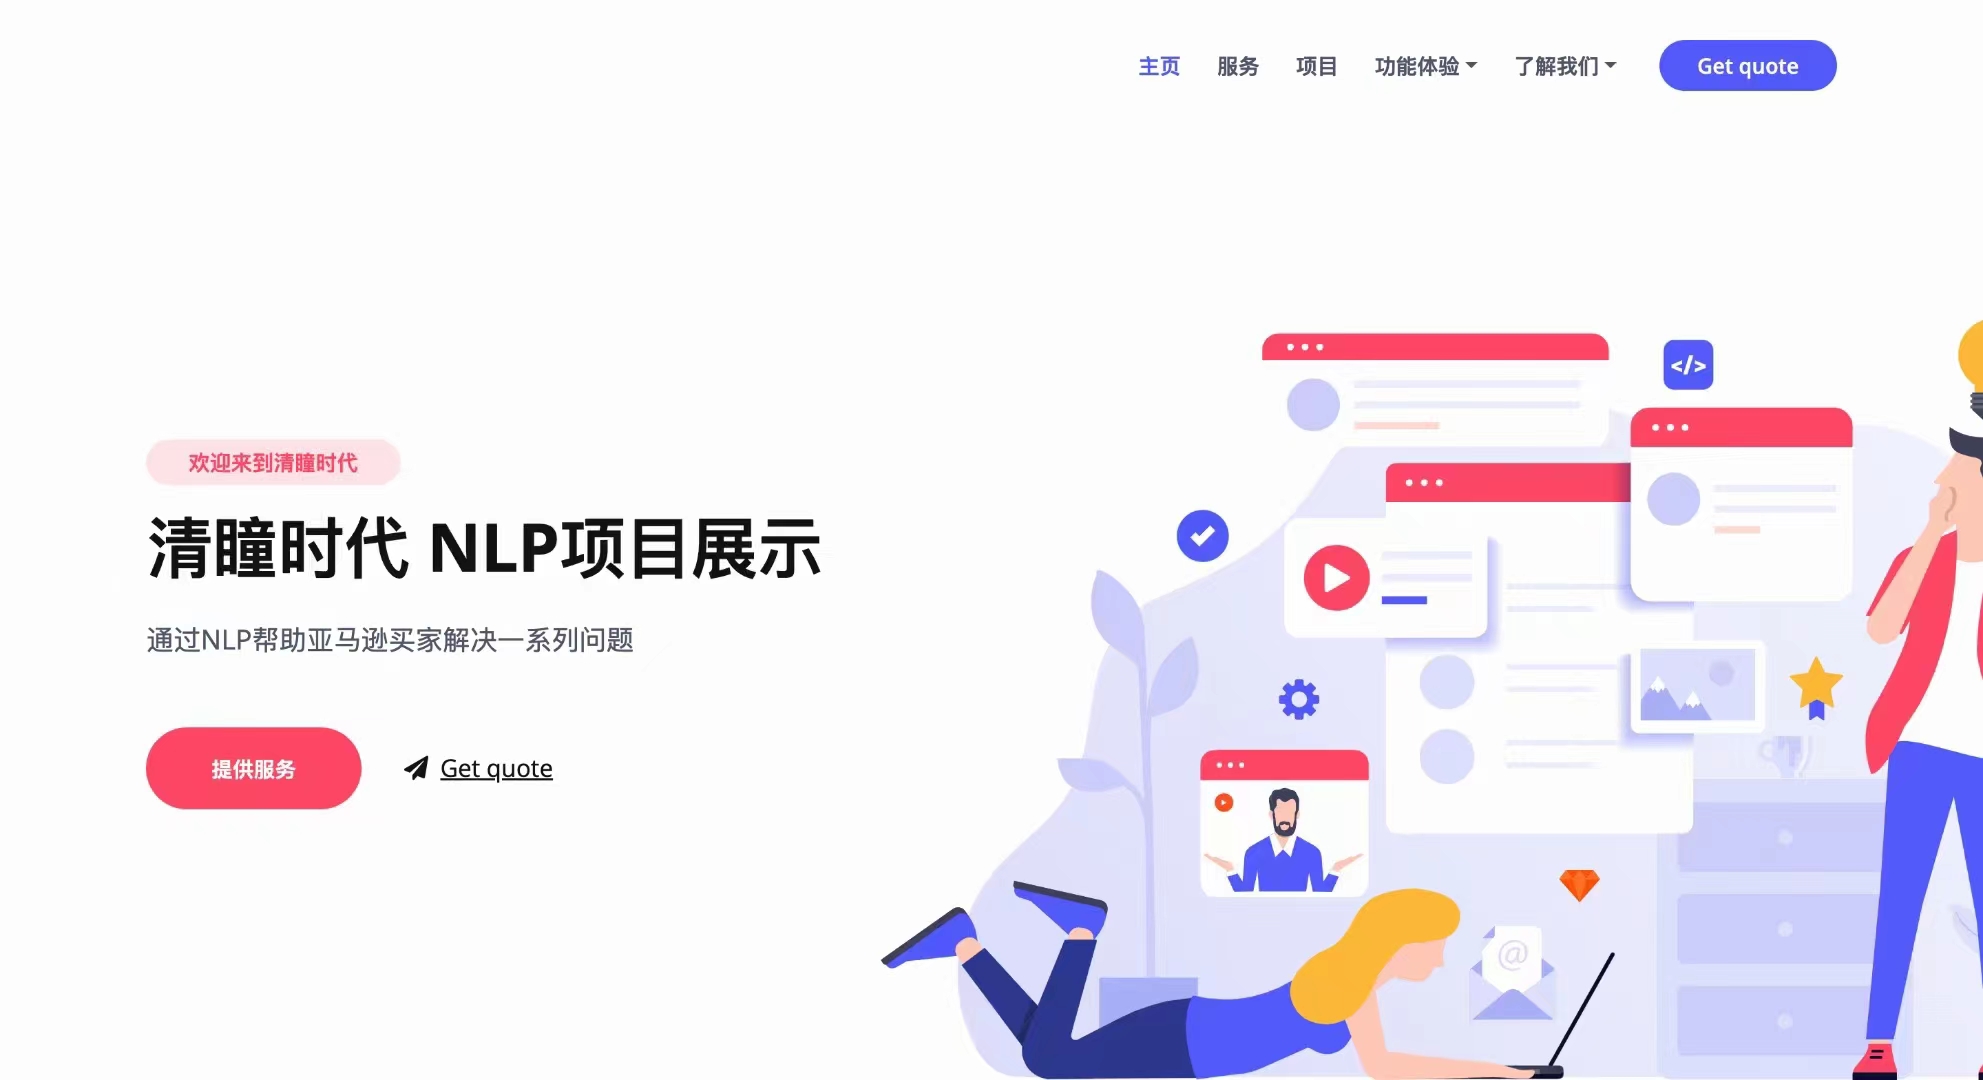 主页 服务 项目 功能体验 了解我们 Get quote
</>
欢迎来到清瞳时代
清瞳时代 NLP项目展示
通过NLP帮助亚马逊买家解决一系列问题
提供服务 Get quote
@